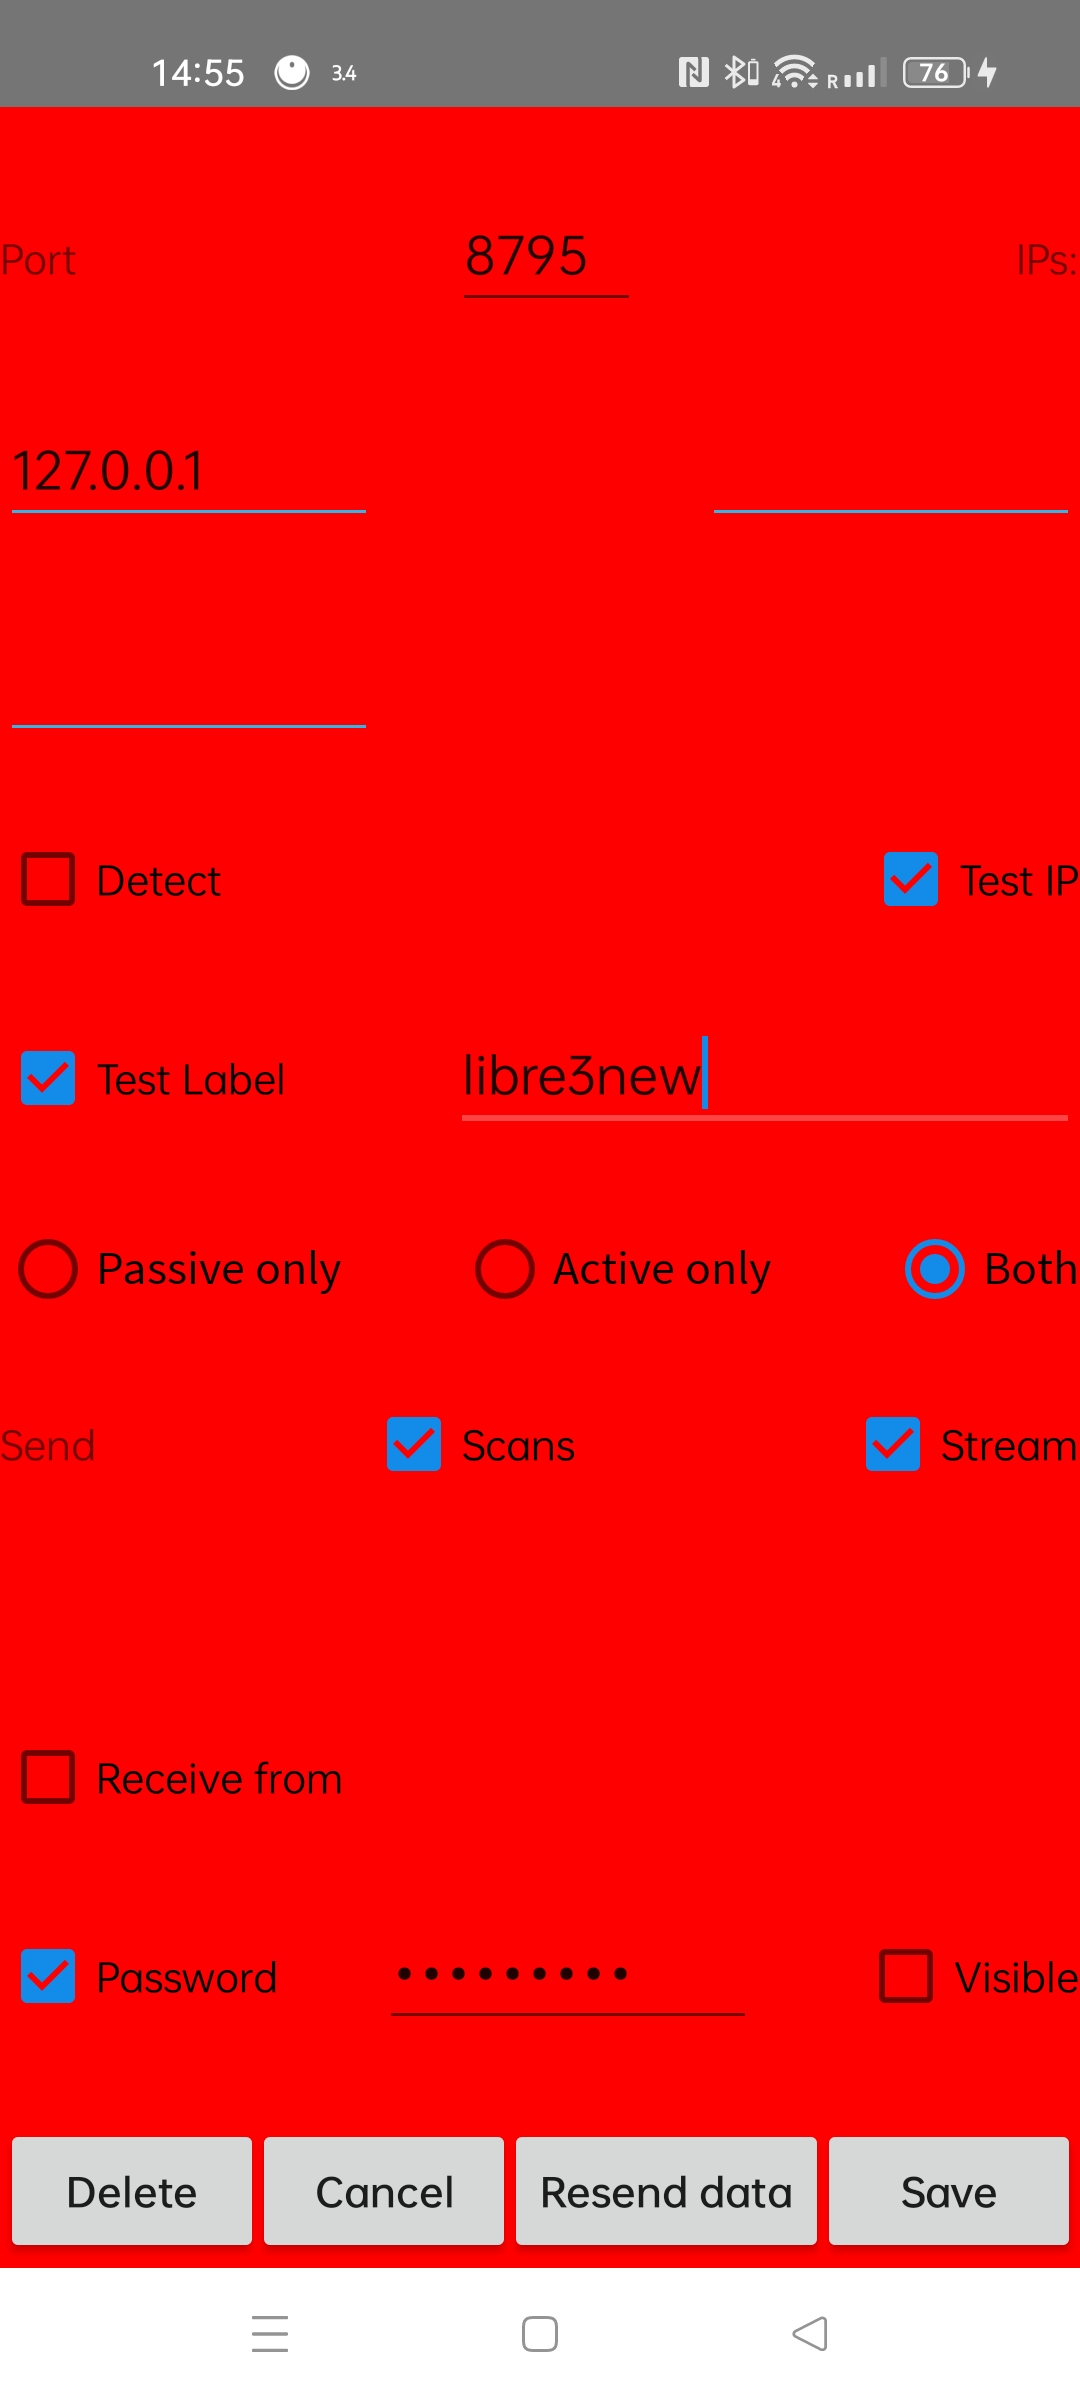 14:55 3.4 4 R 76
Port 8795 IPs:
127.0.0.1
Detect Test IP
Test Label libre3new
Passive only Active only Both
Send Scans Stream
Receive from
Password ••••••••• Visible
Delete Cancel Resend data Save